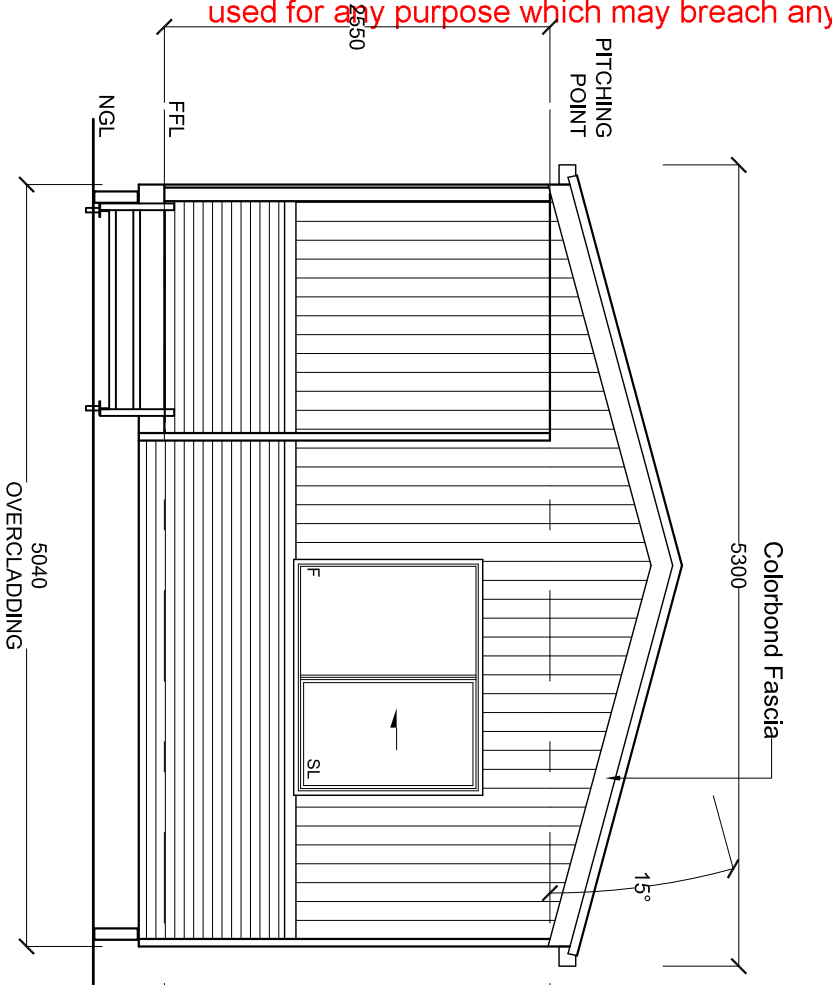 used for any purpose which may breach any
2550
PITCHING
POINT
FFL
NGL
Colorbond Fascia
5300
15°
F
SL
5040
OVERCLADDING